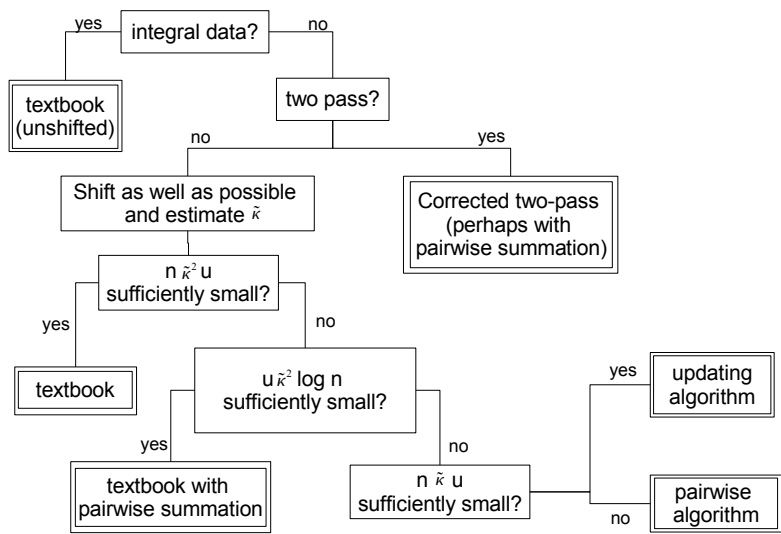 yes
integral data?
no
textbook
(unshifted)
two pass?
no
yes
Shift as well as possible
and estimate κ̃
Corrected two-pass
(perhaps with
pairwise summation)
n κ̃² u
sufficiently small?
yes
no
textbook
u κ̃² log n
sufficiently small?
yes
updating
algorithm
yes
no
textbook with
pairwise summation
n κ̃ u
sufficiently small?
no
pairwise
algorithm